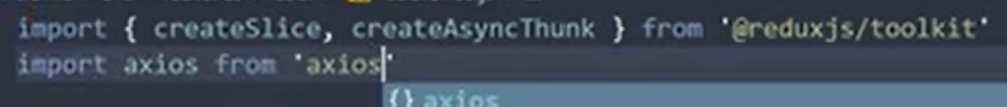 import { createSlice, createAsyncThunk } from '@reduxjs/toolkit'
import axios from 'axios'
{} axios